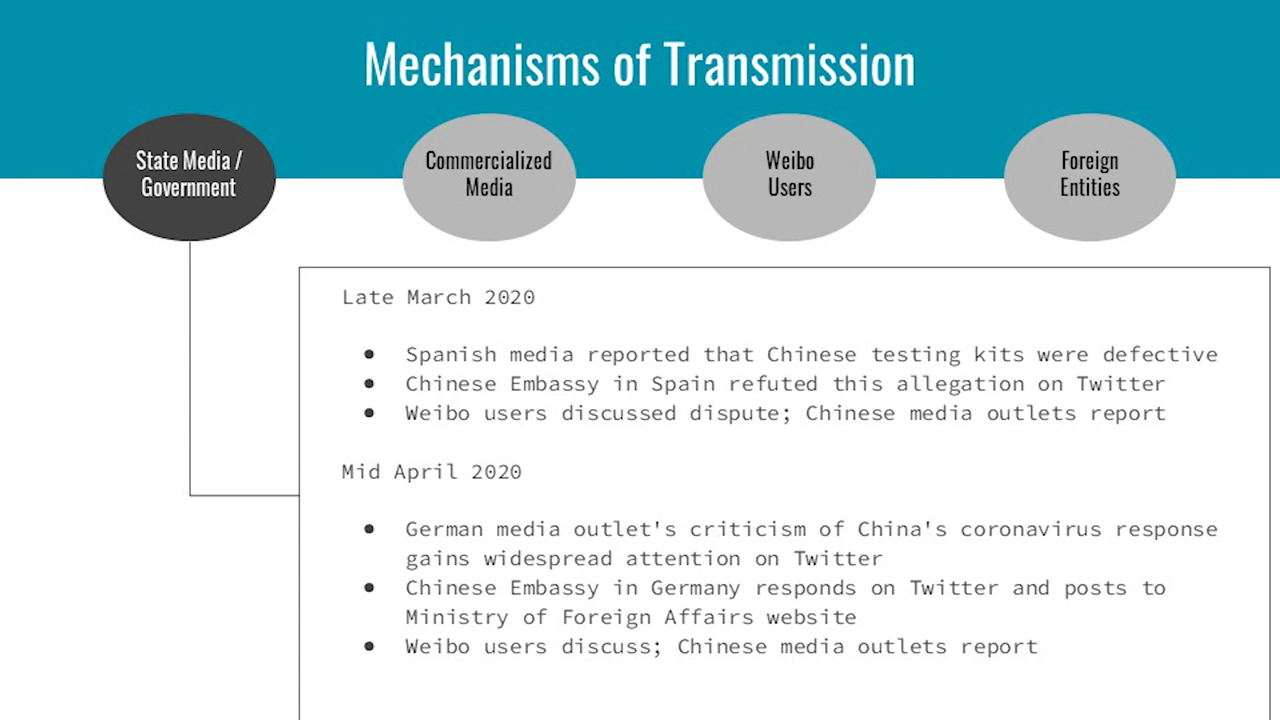 Mechanisms of Transmission
State Media /
Government
Commercialized
Media
Weibo
Users
Foreign
Entities
Late March 2020
● Spanish media reported that Chinese testing kits were defective
● Chinese Embassy in Spain refuted this allegation on Twitter
● Weibo users discussed dispute; Chinese media outlets report
Mid April 2020
● German media outlet's criticism of China's coronavirus response
gains widespread attention on Twitter
● Chinese Embassy in Germany responds on Twitter and posts to
Ministry of Foreign Affairs website
● Weibo users discuss; Chinese media outlets report